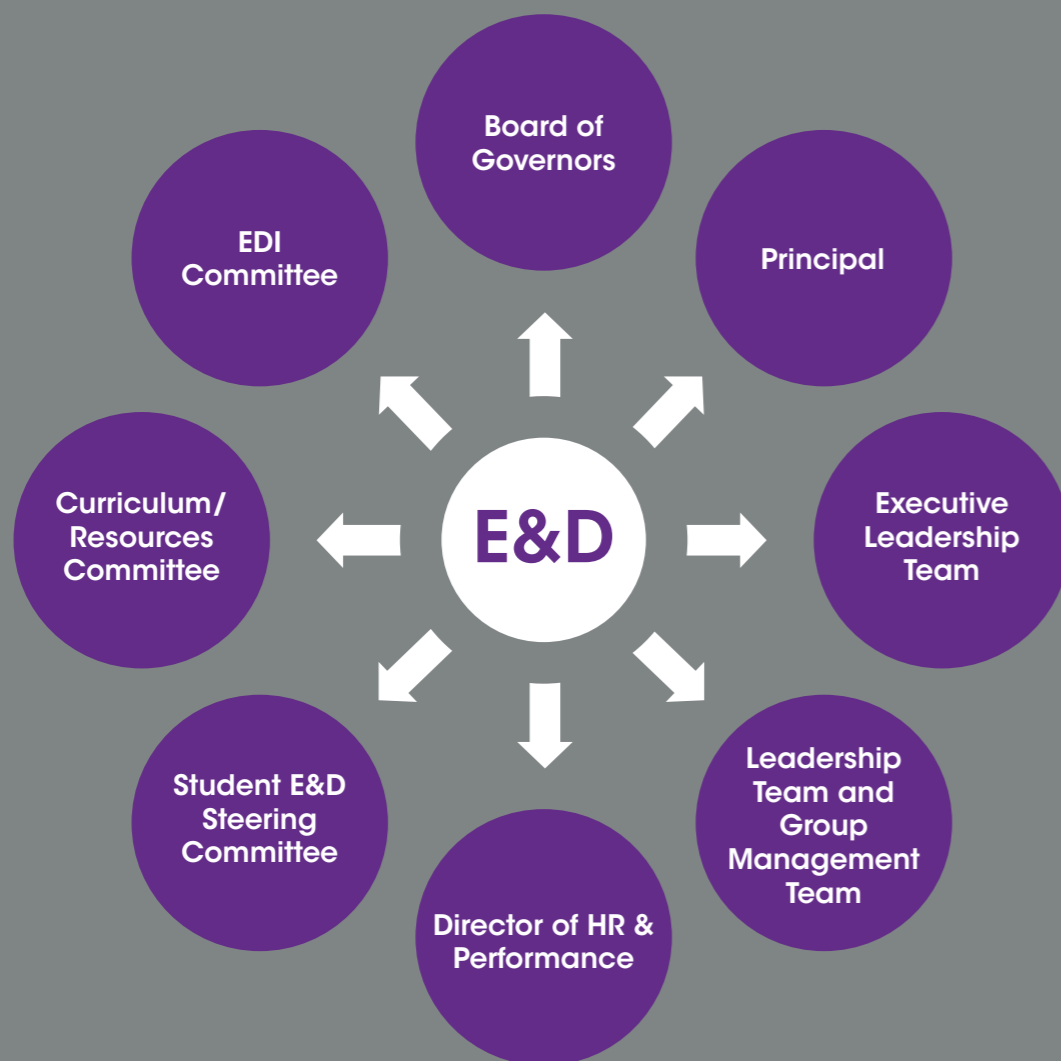 Board of
Governors
Principal
Executive
Leadership
Team
Leadership
Team and
Group
Management
Team
Director of HR &
Performance
Student E&D
Steering
Committee
Curriculum/
Resources
Committee
EDI
Committee
E&D